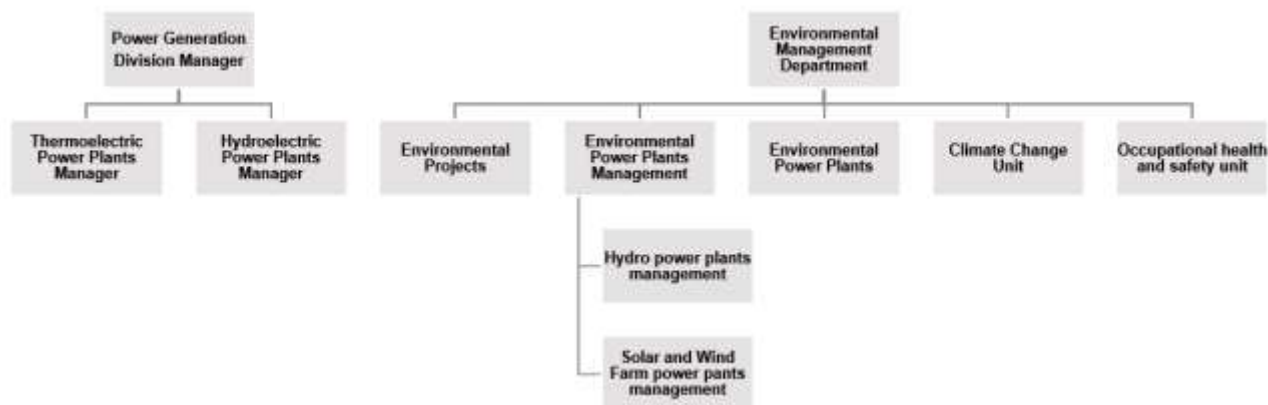 Power Generation
Division Manager
Environmental
Management
Department
Thermoelectric
Power Plants
Manager
Hydroelectric
Power Plants
Manager
Environmental
Projects
Environmental
Power Plants
Management
Environmental
Power Plants
Climate Change
Unit
Occupational health
and safety unit
Hydro power plants
management
Solar and Wind
Farm power pants
management